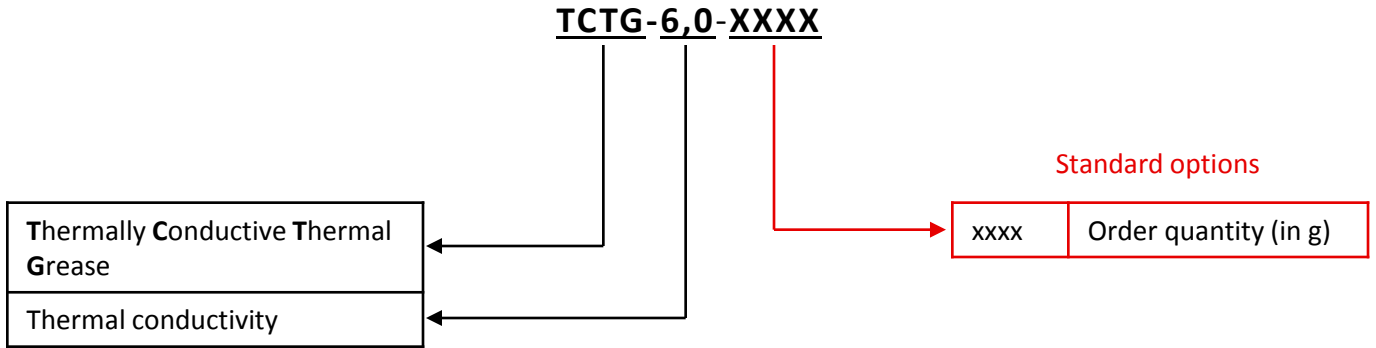 TCTG-6,0-XXXX
Standard options
Thermally Conductive Thermal
Grease
xxxx
Order quantity (in g)
Thermal conductivity